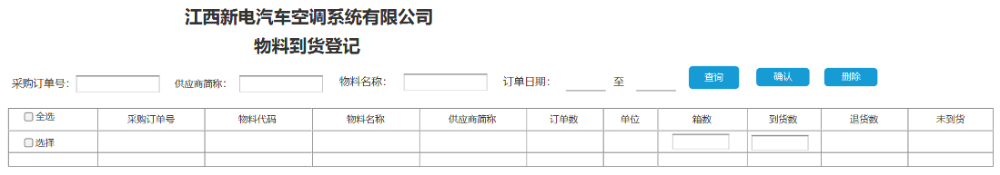 江西新电汽车空调系统有限公司
物料到货登记
采购订单号: 供应商简称: 物料名称: 订单日期: 至 查询 确认 删除
全选 采购订单号 物料代码 物料名称 供应商简称 订单数 单位 箱数 到货数 退货数 未到货
选择